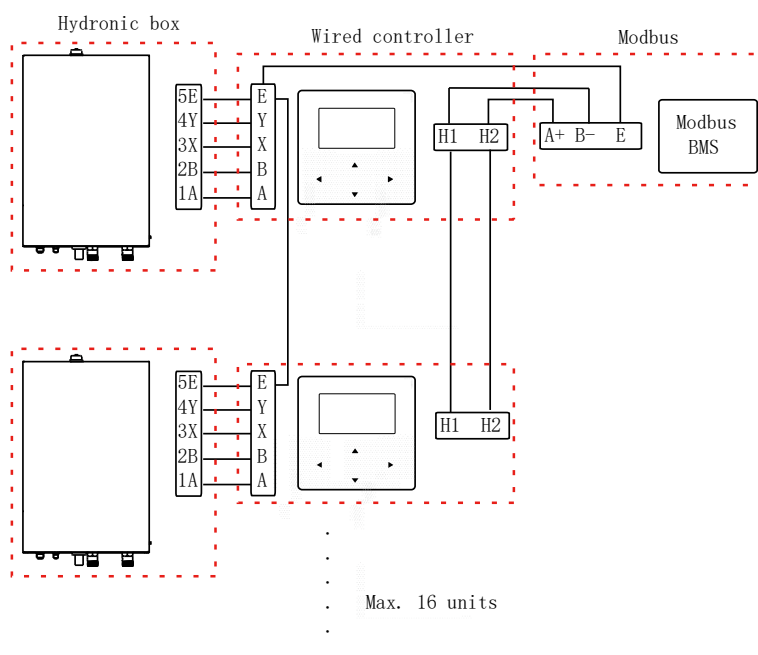 Hydronic box
Wired controller
Modbus
5E
4Y
3X
2B
1A
E
Y
X
B
A
H1 H2
A+ B- E
Modbus
BMS
5E
4Y
3X
2B
1A
E
Y
X
B
A
H1 H2
Max. 16 units